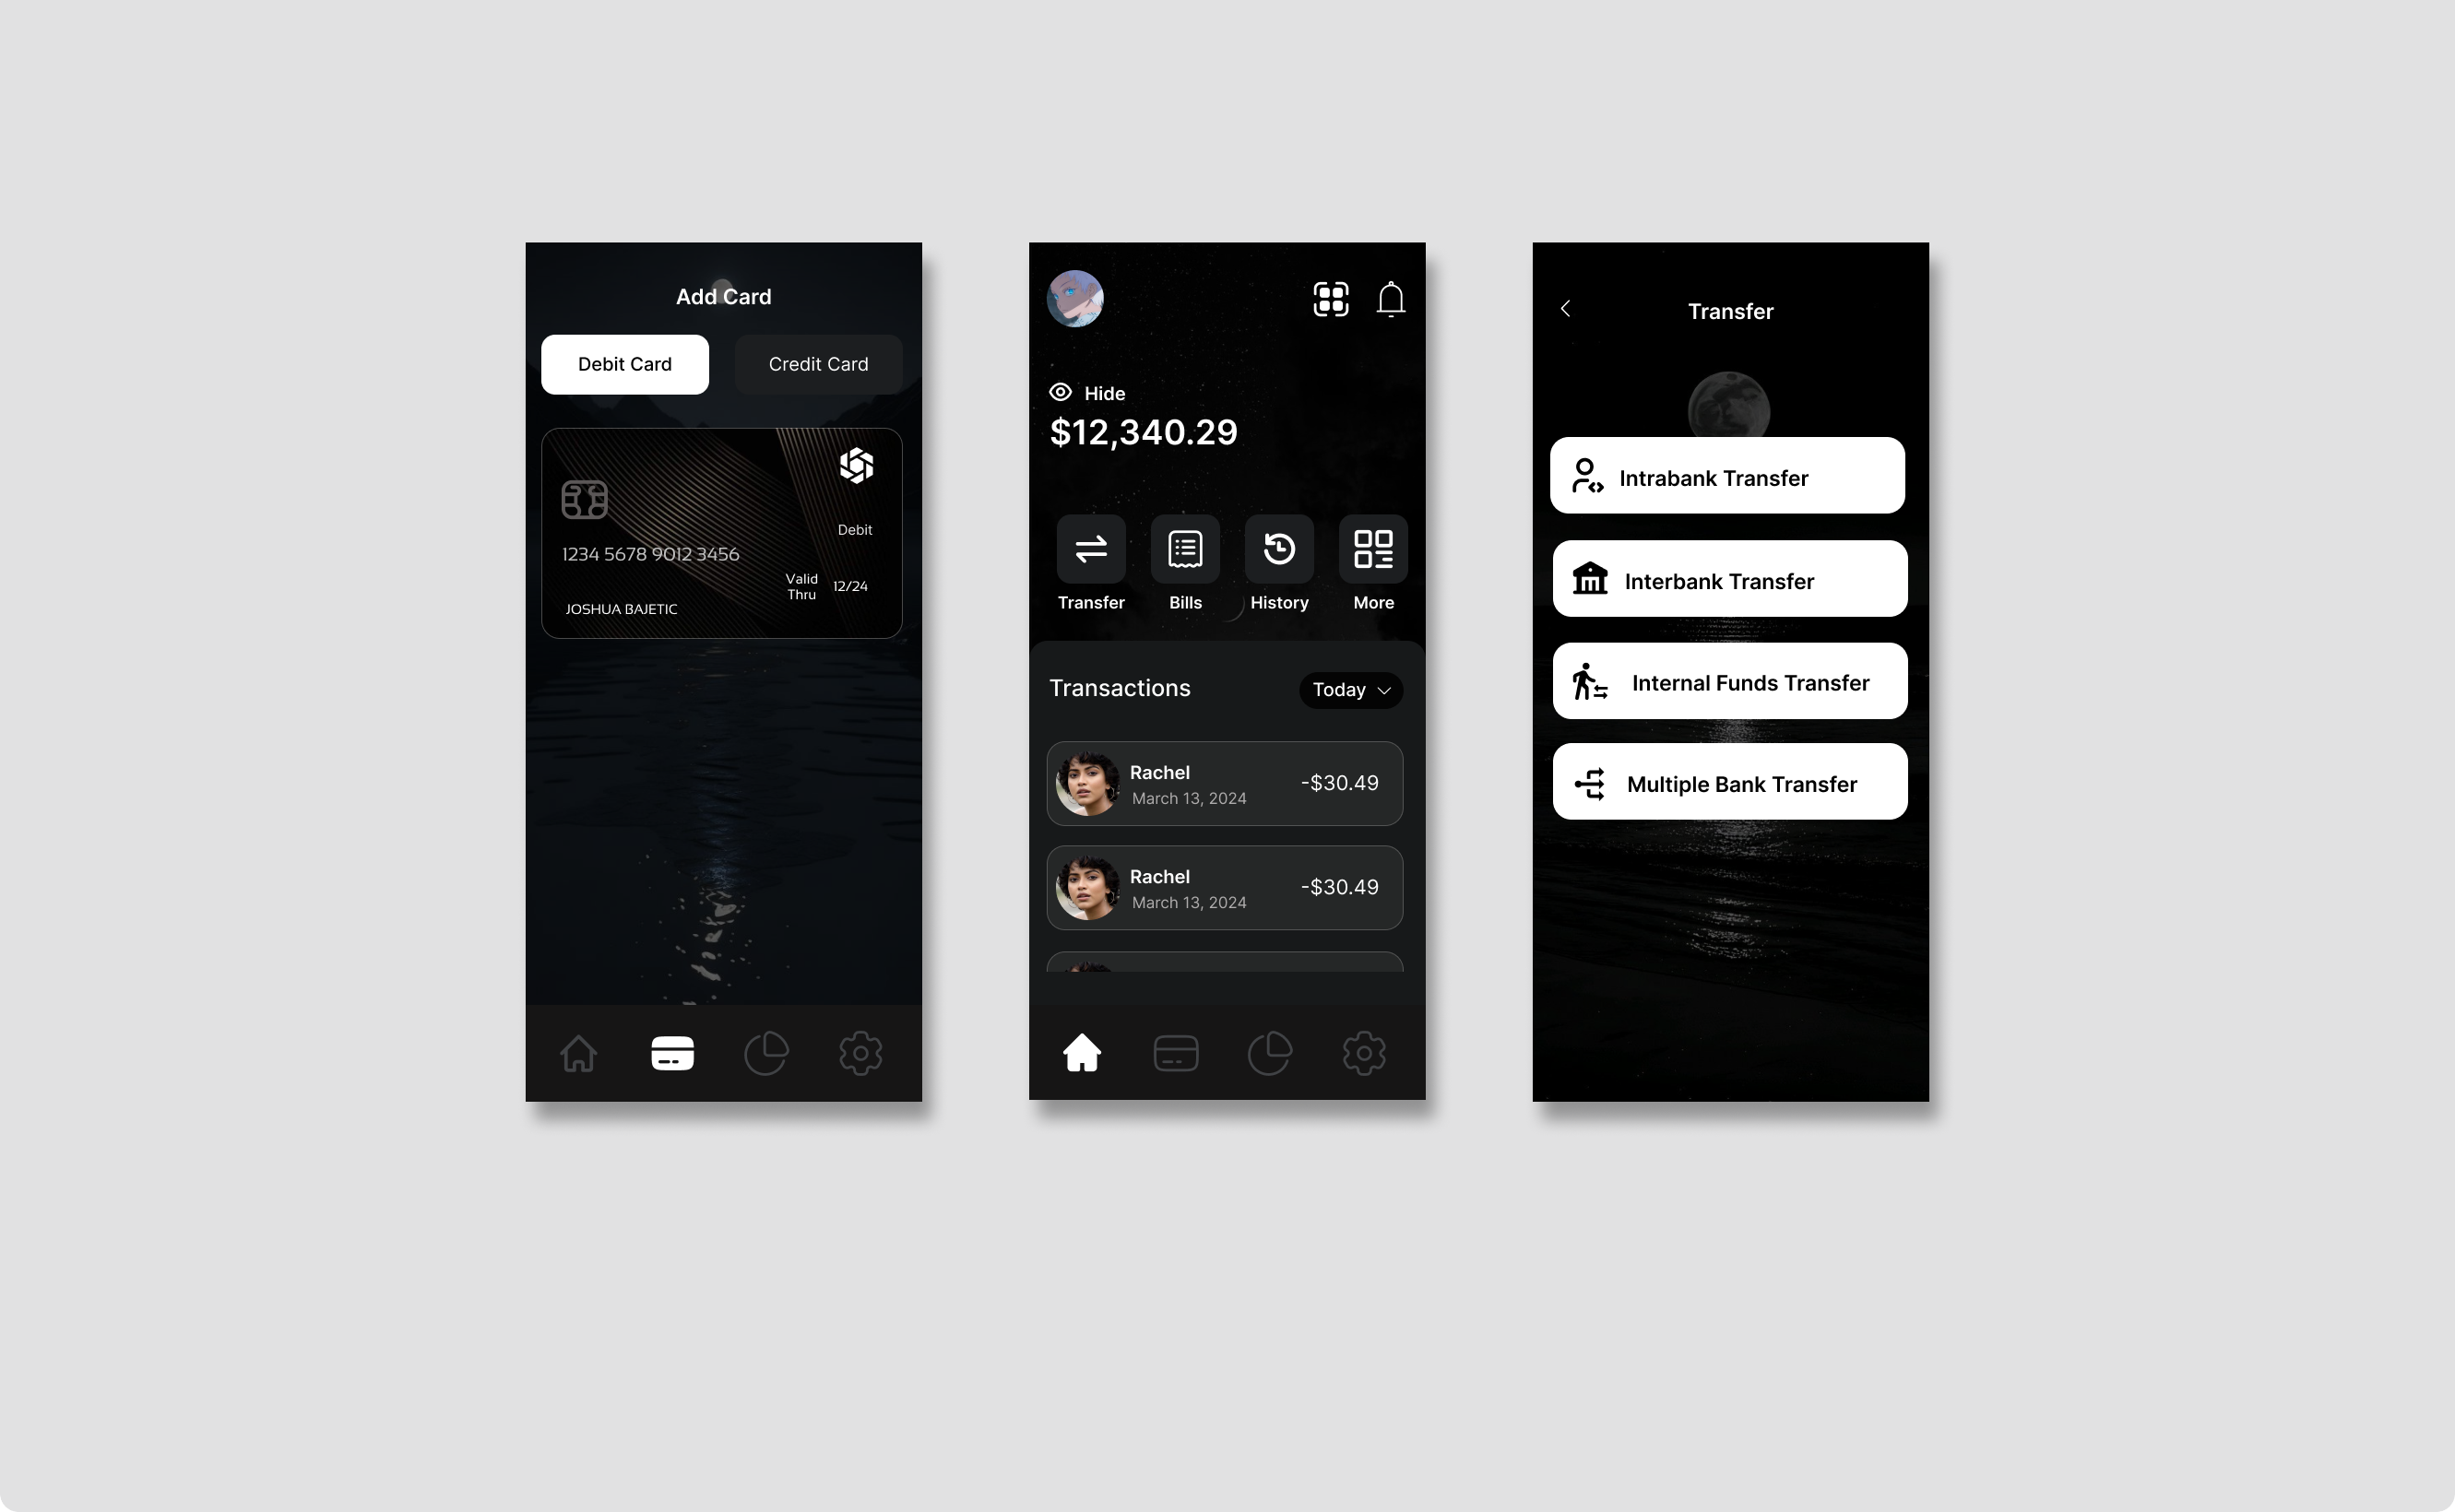 Add Card
Debit Card
Credit Card
Debit
1234 5678 9012 3456
Valid
Thru
12/24
JOSHUA BAJETIC
Hide
$12,340.29
Transfer
Bills
History
More
Transactions
Today
Rachel
March 13, 2024
-$30.49
Rachel
March 13, 2024
-$30.49
Transfer
Intrabank Transfer
Interbank Transfer
Internal Funds Transfer
Multiple Bank Transfer